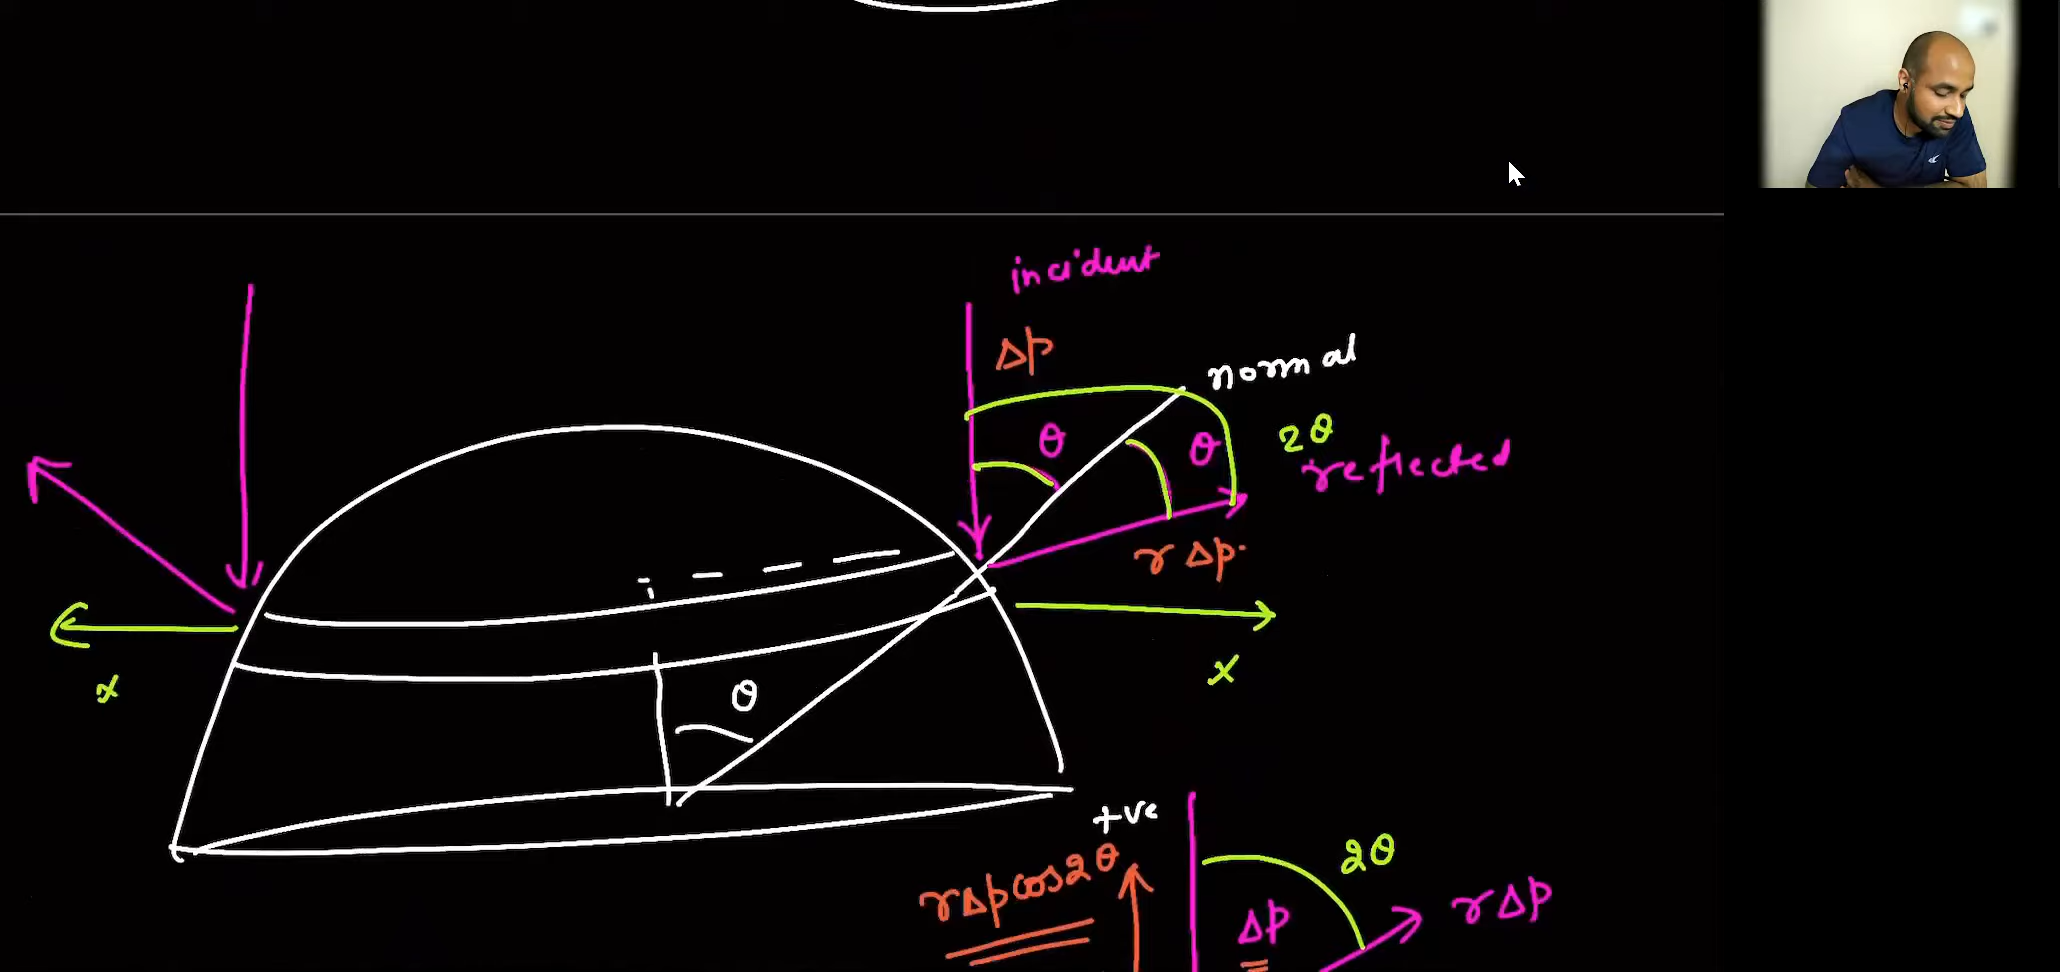 incident
Δp
normal
θ
θ
2θ
reflected
rΔp
x
x
θ
+ve
rΔpcos2θ
2θ
Δp
rΔp